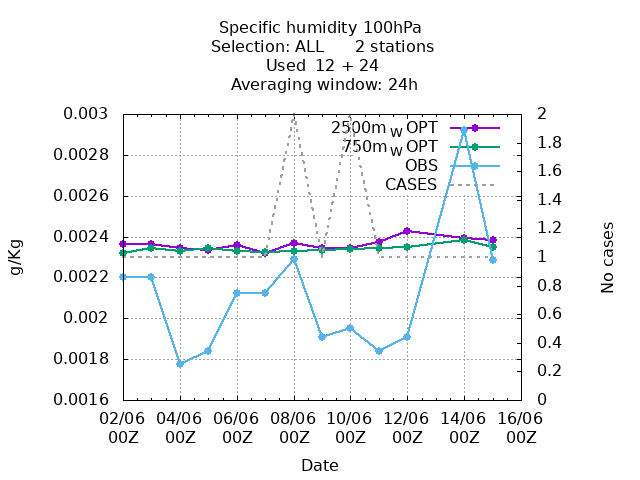 Specific humidity 100hPa
Selection: ALL 2 stations
Used 12 + 24
Averaging window: 24h
2500m W OPT
750m W OPT
OBS
CASES
g/Kg
0.003
0.0028
0.0026
0.0024
0.0022
0.002
0.0018
0.0016
2
1.8
1.6
1.4
1.2
1
0.8
0.6
0.4
0.2
0
No cases
02/06 04/06 06/06 08/06 10/06 12/06 14/06 16/06
00Z 00Z 00Z 00Z 00Z 00Z 00Z 00Z
Date